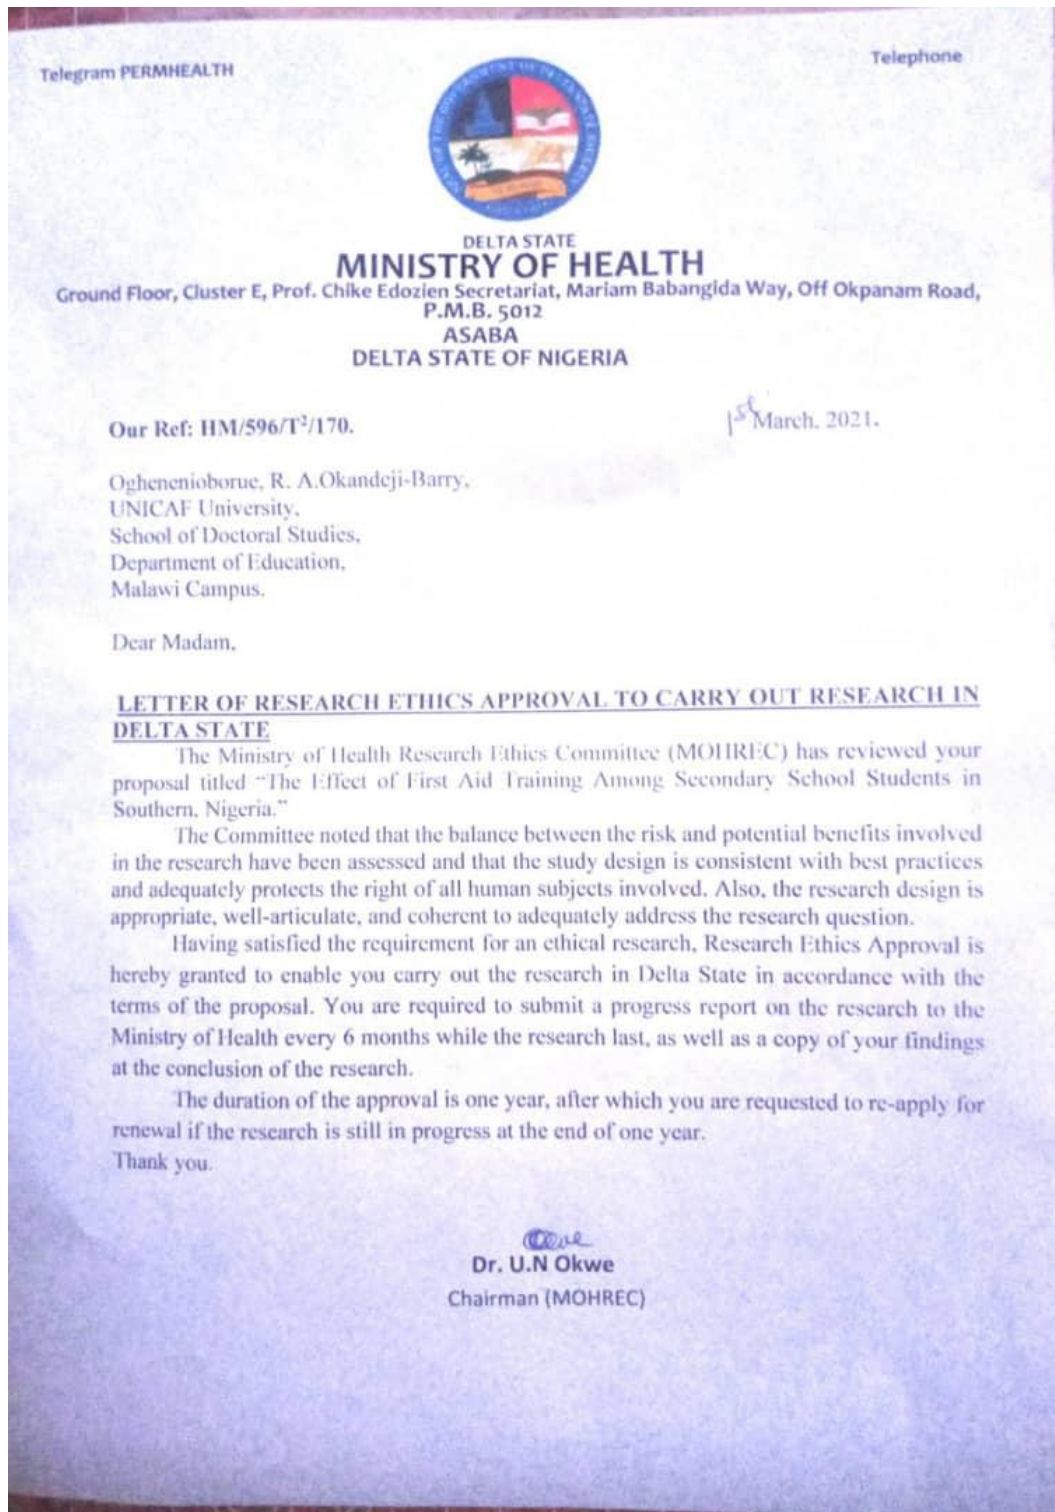 Telegram PERMHEALTH
Telephone
DELTA STATE
MINISTRY OF HEALTH
Ground Floor, Cluster E, Prof. Chike Edozien Secretariat, Mariam Babangida Way, Off Okpanam Road,
P.M.B. 5012
ASABA
DELTA STATE OF NIGERIA
Our Ref: HM/596/T²/170.
1st March. 2021.
Oghenenioborue, R. A.Okandeji-Barry,
UNICAF University,
School of Doctoral Studies,
Department of Education,
Malawi Campus.
Dear Madam,
LETTER OF RESEARCH ETHICS APPROVAL TO CARRY OUT RESEARCH IN
DELTA STATE
The Ministry of Health Research Ethics Committee (MOHREC) has reviewed your
proposal titled “The Effect of First Aid Training Among Secondary School Students in
Southern, Nigeria.”
The Committee noted that the balance between the risk and potential benefits involved
in the research have been assessed and that the study design is consistent with best practices
and adequately protects the right of all human subjects involved. Also, the research design is
appropriate, well-articulate, and coherent to adequately address the research question.
Having satisfied the requirement for an ethical research, Research Ethics Approval is
hereby granted to enable you carry out the research in Delta State in accordance with the
terms of the proposal. You are required to submit a progress report on the research to the
Ministry of Health every 6 months while the research last, as well as a copy of your findings
at the conclusion of the research.
The duration of the approval is one year, after which you are requested to re-apply for
renewal if the research is still in progress at the end of one year.
Thank you.
Dr. U.N Okwe
Chairman (MOHREC)